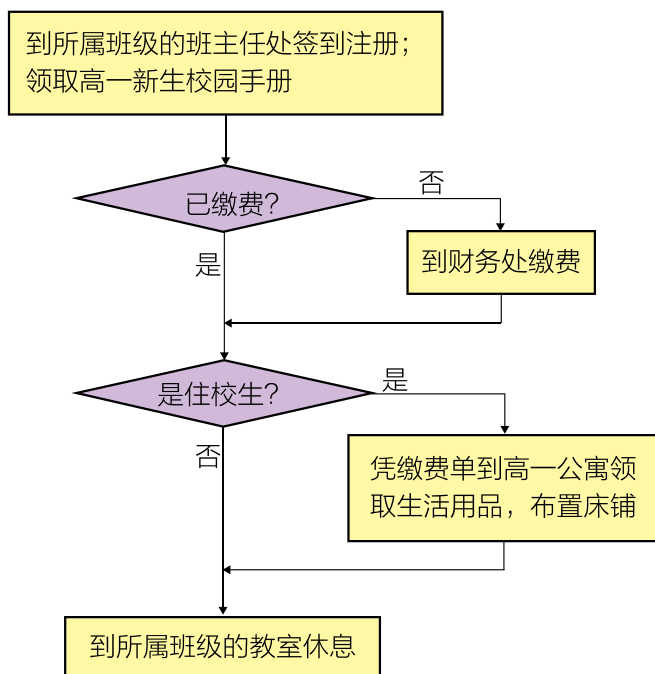 到所属班级的班主任处签到注册；
领取高一新生校园手册
已缴费？
否
到财务处缴费
是
是住校生？
是
否
凭缴费单到高一公寓领
取生活用品，布置床铺
到所属班级的教室休息